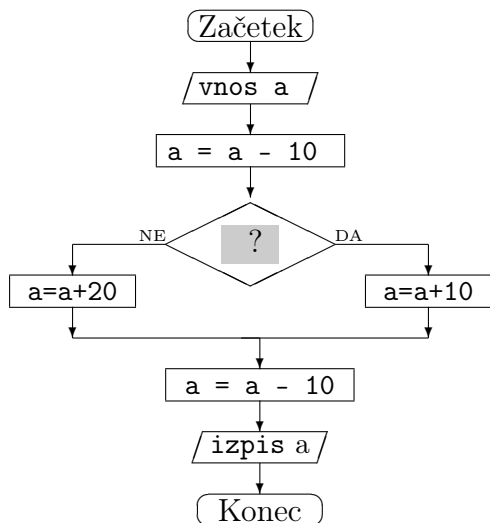 Začetek
vnos a
a = a - 10
?
NE
DA
a=a+20
a=a+10
a = a - 10
izpis a
Konec